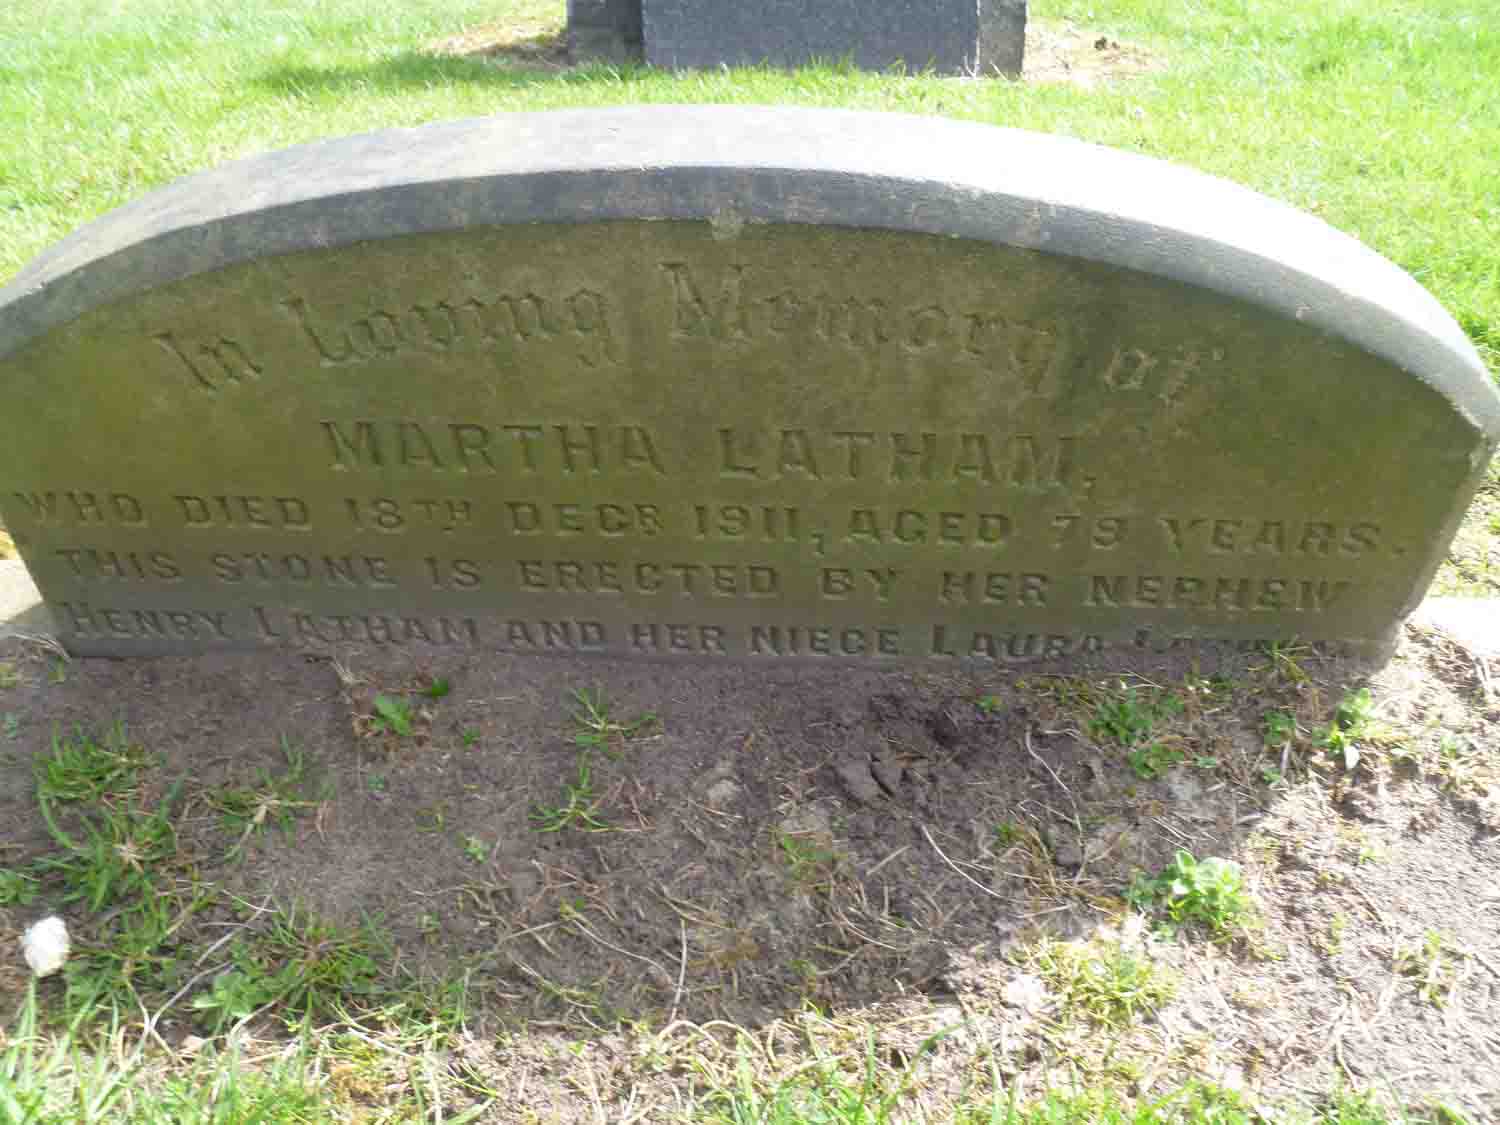 In Loving Memory of
MARTHA LATHAM,
WHO DIED 18TH DECR 1911, AGED 79 YEARS.
THIS STONE IS ERECTED BY HER NEPHEW
HENRY LATHAM AND HER NIECE LAURA